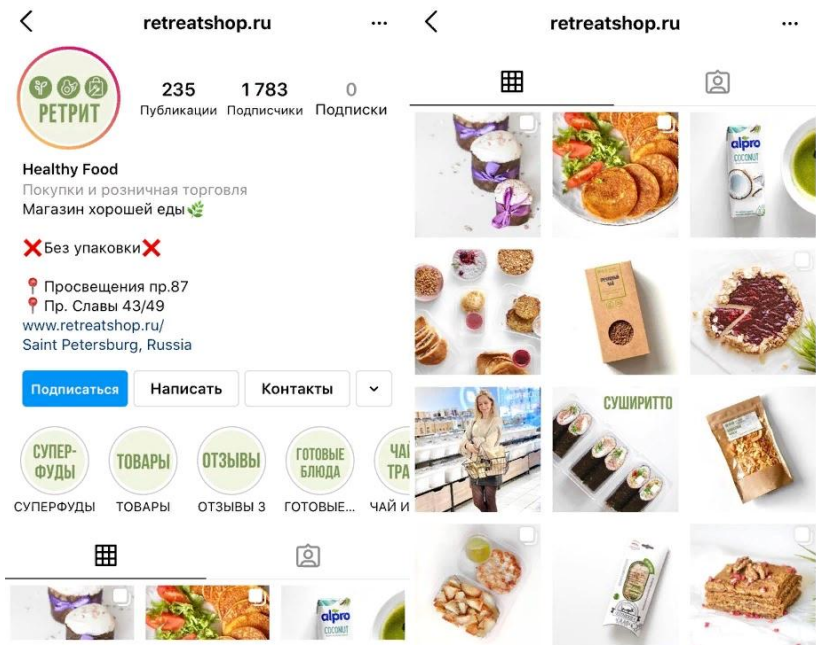 retreatshop.ru
РЕТРИТ
235 1 783 0
Публикации Подписчики Подписки
Healthy Food
Покупки и розничная торговля
Магазин хорошей еды🌿
❌Без упаковки❌
📍 Просвещения пр.87
📍 Пр. Славы 43/49
www.retreatshop.ru/
Saint Petersburg, Russia
Подписаться Написать Контакты
СУПЕР-
ФУДЫ
ТОВАРЫ
ОТЗЫВЫ
ГОТОВЫЕ
БЛЮДА
ЧАЙ
ТРА
СУПЕРФУДЫ ТОВАРЫ ОТЗЫВЫ 3 ГОТОВЫЕ... ЧАЙ И
alpro
COCONUT
retreatshop.ru
alpro
COCONUT
СУШИРИТТО